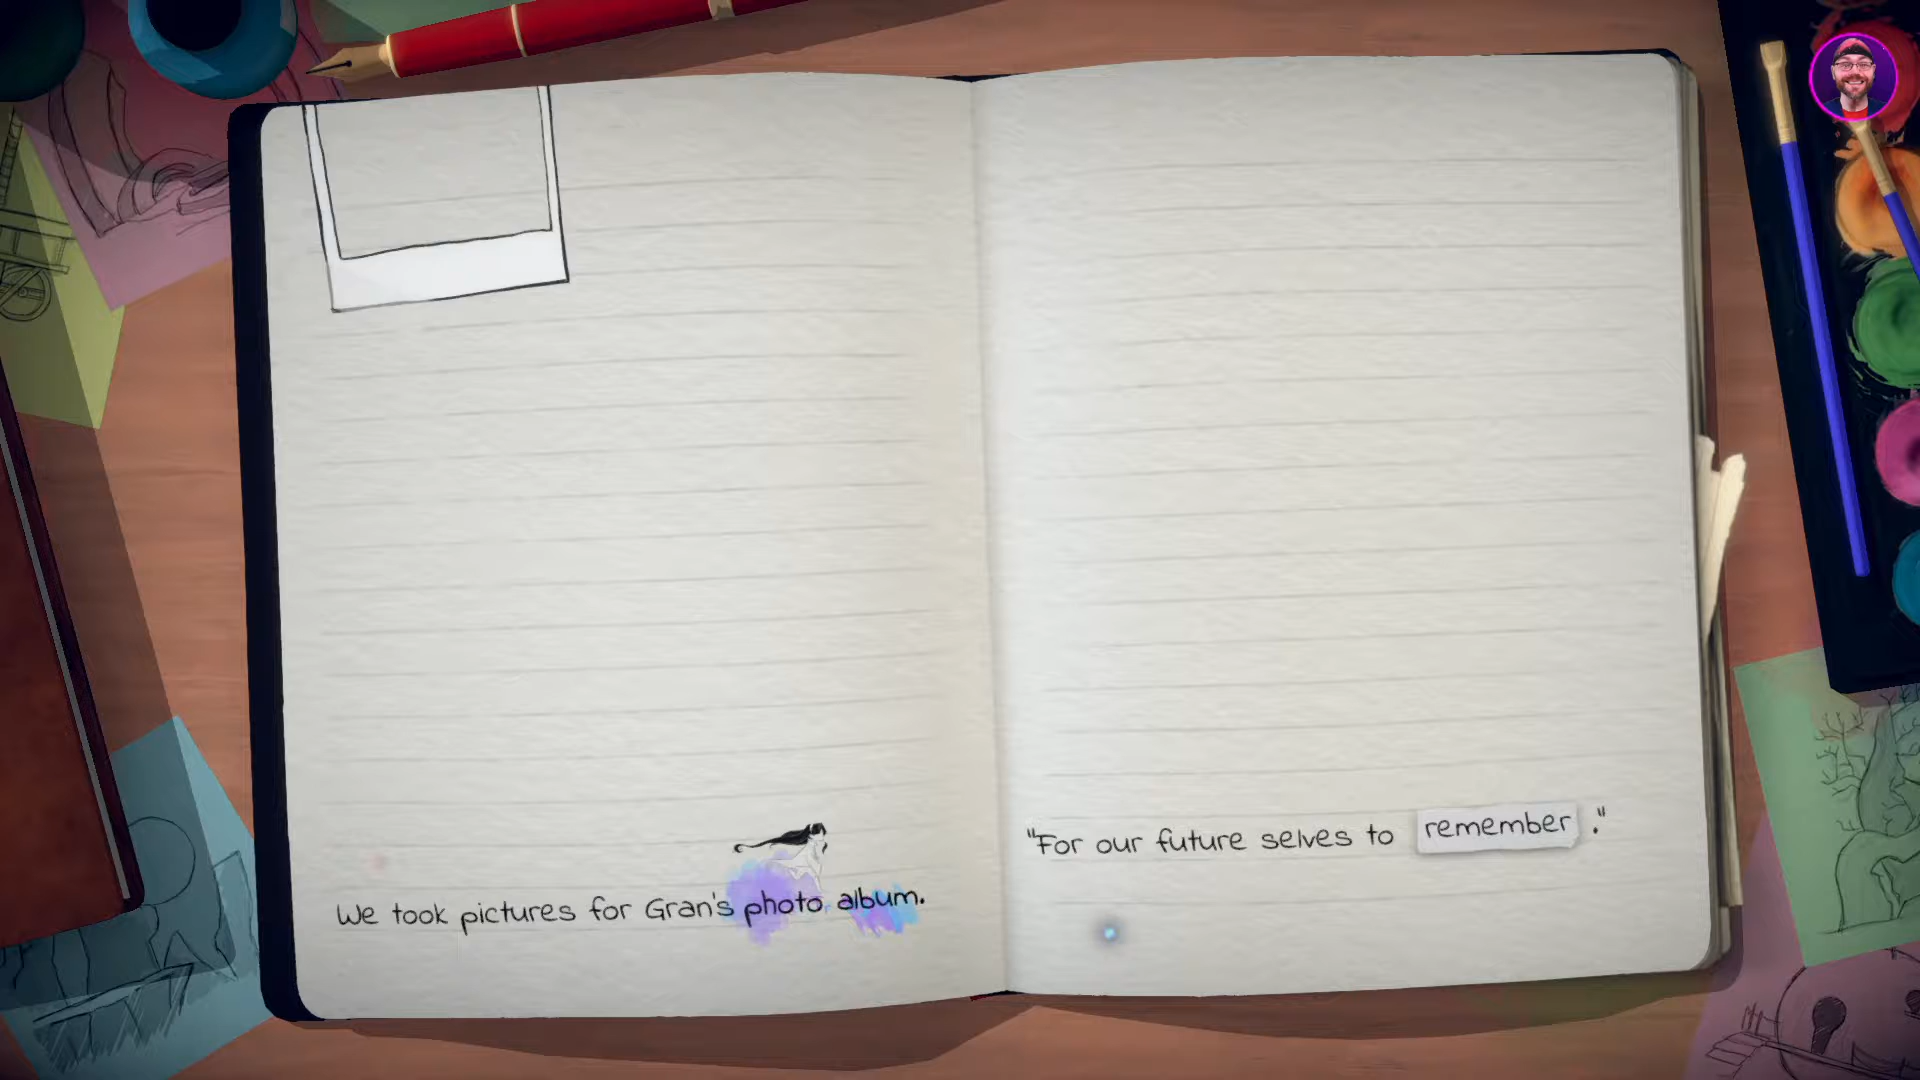 We took pictures for Gran's photo album.
"For our future selves to remember."